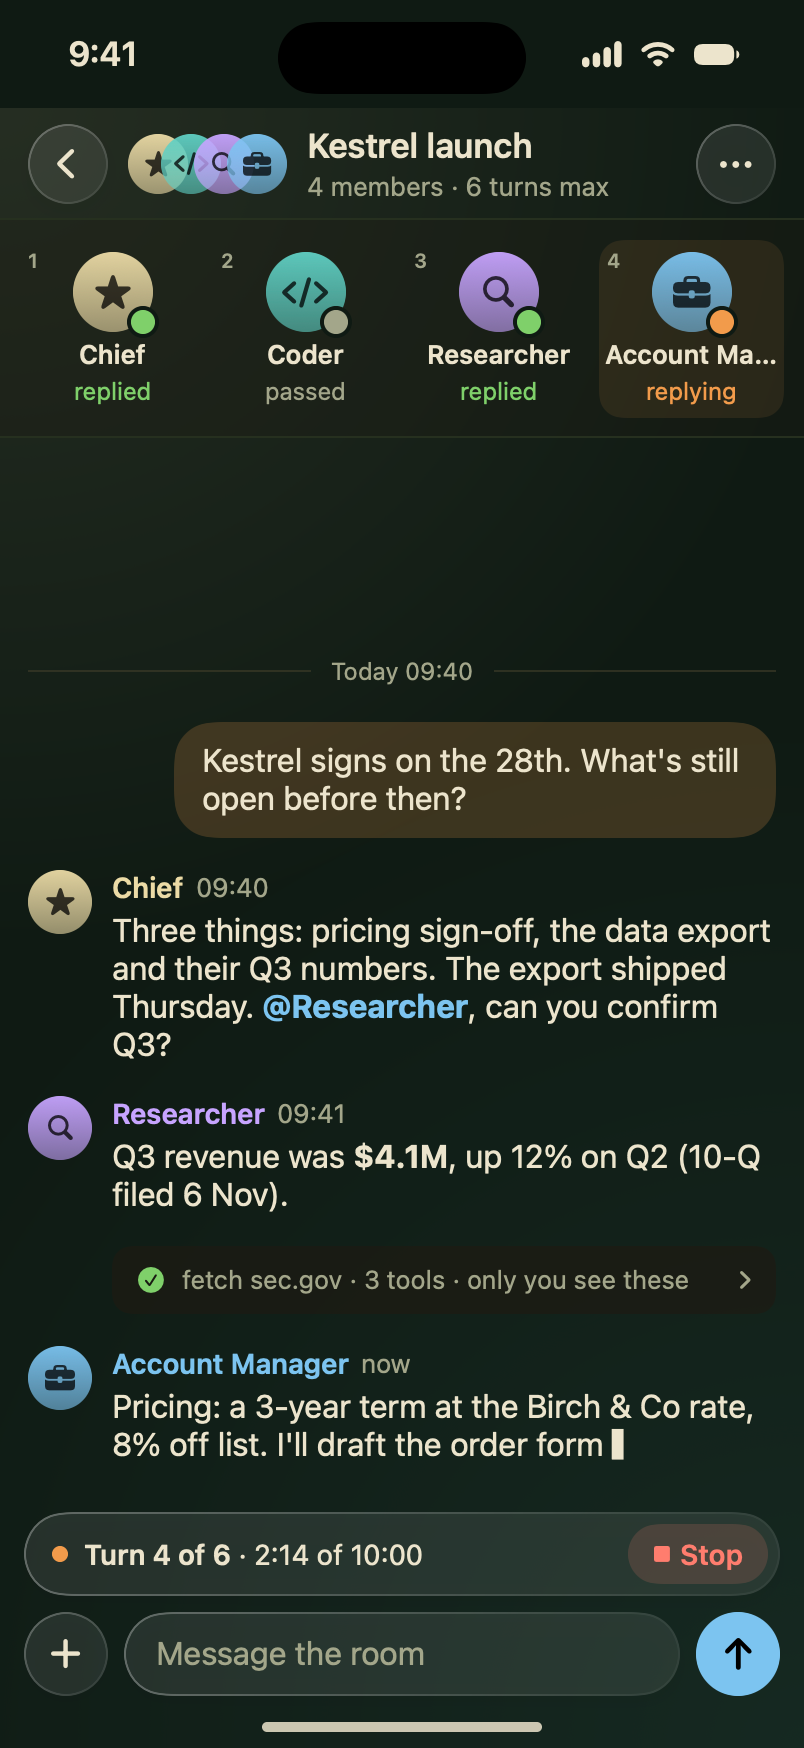 9:41
Kestrel launch
4 members · 6 turns max
1
Chief
replied
2
</>
Coder
passed
3
Researcher
replied
4
Account Ma...
replying
Today 09:40
Kestrel signs on the 28th. What's still
open before then?
Chief 09:40
Three things: pricing sign-off, the data export
and their Q3 numbers. The export shipped
Thursday. @Researcher, can you confirm
Q3?
Researcher 09:41
Q3 revenue was $4.1M, up 12% on Q2 (10-Q
filed 6 Nov).
fetch sec.gov · 3 tools · only you see these
Account Manager now
Pricing: a 3-year term at the Birch & Co rate,
8% off list. I'll draft the order form
Turn 4 of 6 · 2:14 of 10:00
Stop
Message the room